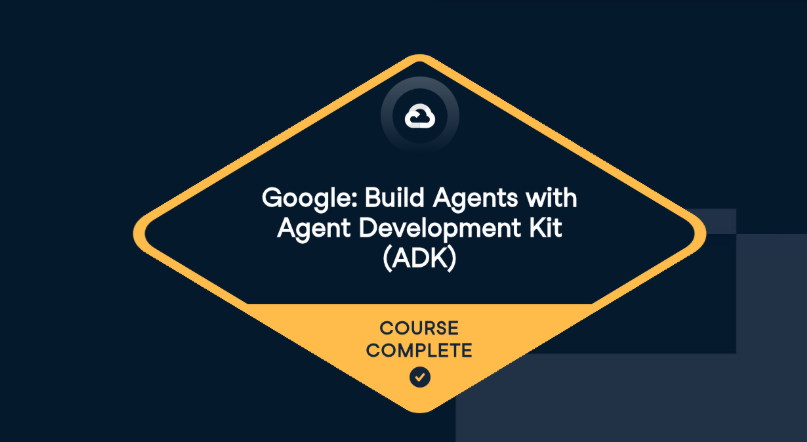 Google: Build Agents with
Agent Development Kit
(ADK)
COURSE
COMPLETE